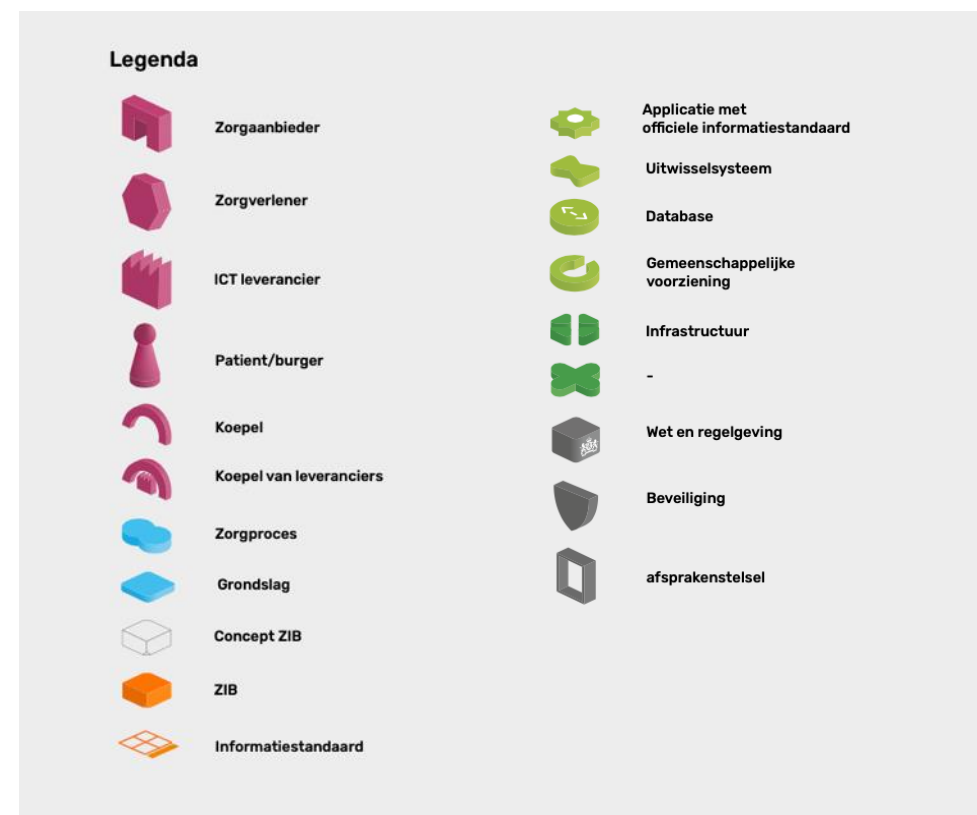 Legenda
Zorgaanbieder
Zorgverlener
ICT leverancier
Patient/burger
Koepel
Koepel van leveranciers
Zorgproces
Grondslag
Concept ZIB
ZIB
Informatiestandaard
Applicatie met
officiele informatiestandaard
Uitwisselsysteem
Database
Gemeenschappelijke
voorziening
Infrastructuur
-
Wet en regelgeving
Beveiliging
afsprakenstelsel